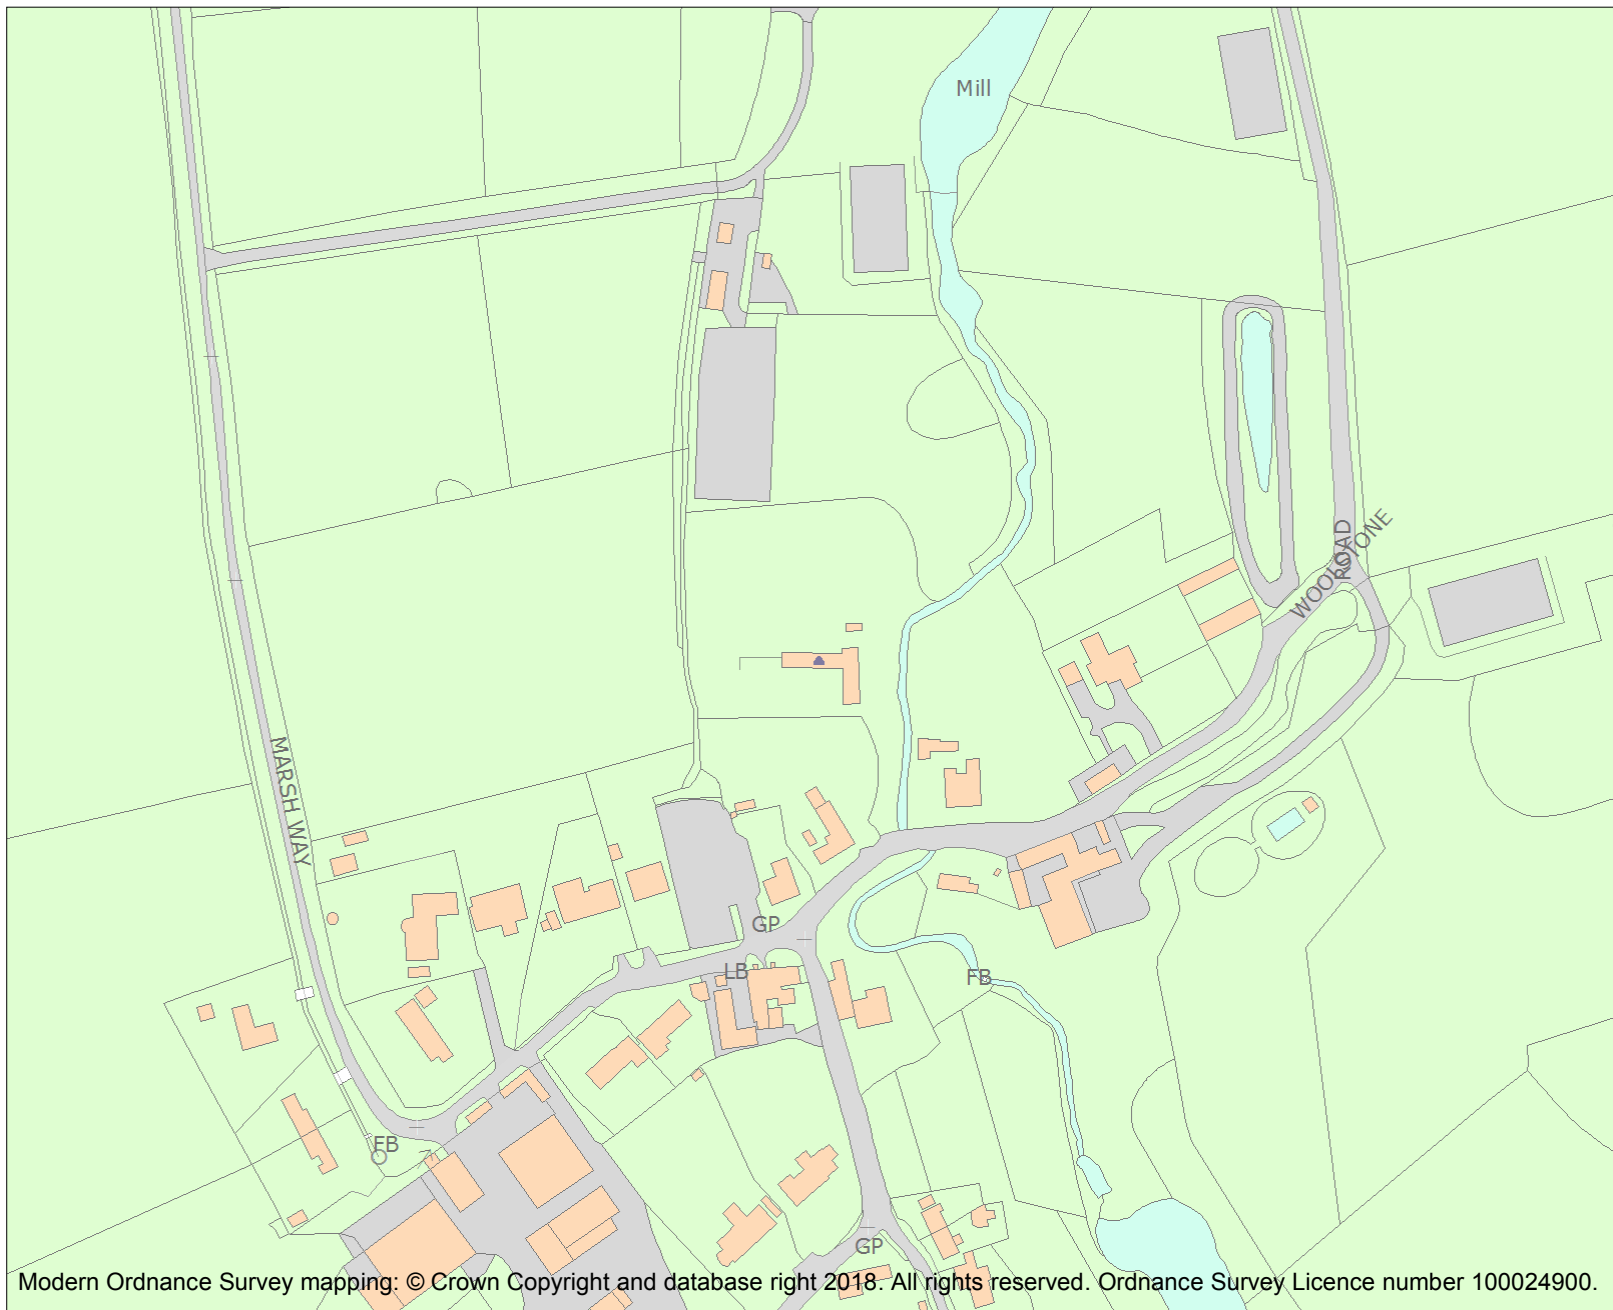 Mill
ROAD
WOOLSTONE
MARSH WAY
GP
LB
FB
FB
GP
Modern Ordnance Survey mapping: © Crown Copyright and database right 2018. All rights reserved. Ordnance Survey Licence number 100024900.